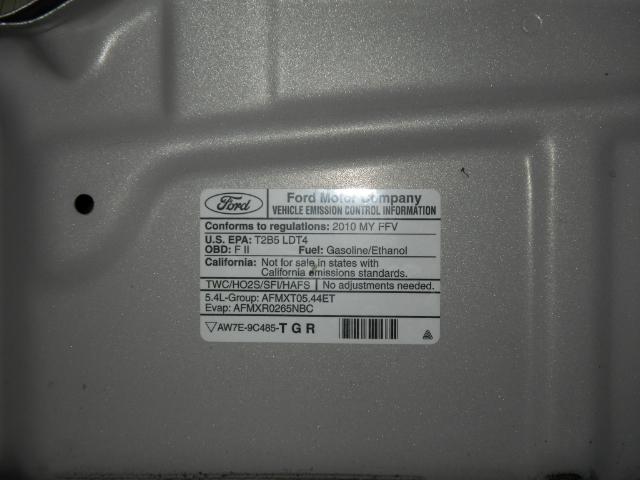 Ford
Ford Motor Company
VEHICLE EMISSION CONTROL INFORMATION
Conforms to regulations: 2010 MY FFV
U.S. EPA: T2B5 LDT4
OBD: F II Fuel: Gasoline/Ethanol
California: Not for sale in states with
California emissions standards.
TWC/HO2S/SFI/HAFS No adjustments needed.
5.4L-Group: AFMXT05.44ET
Evap: AFMXR0265NBC
AW7E-9C485-TGR